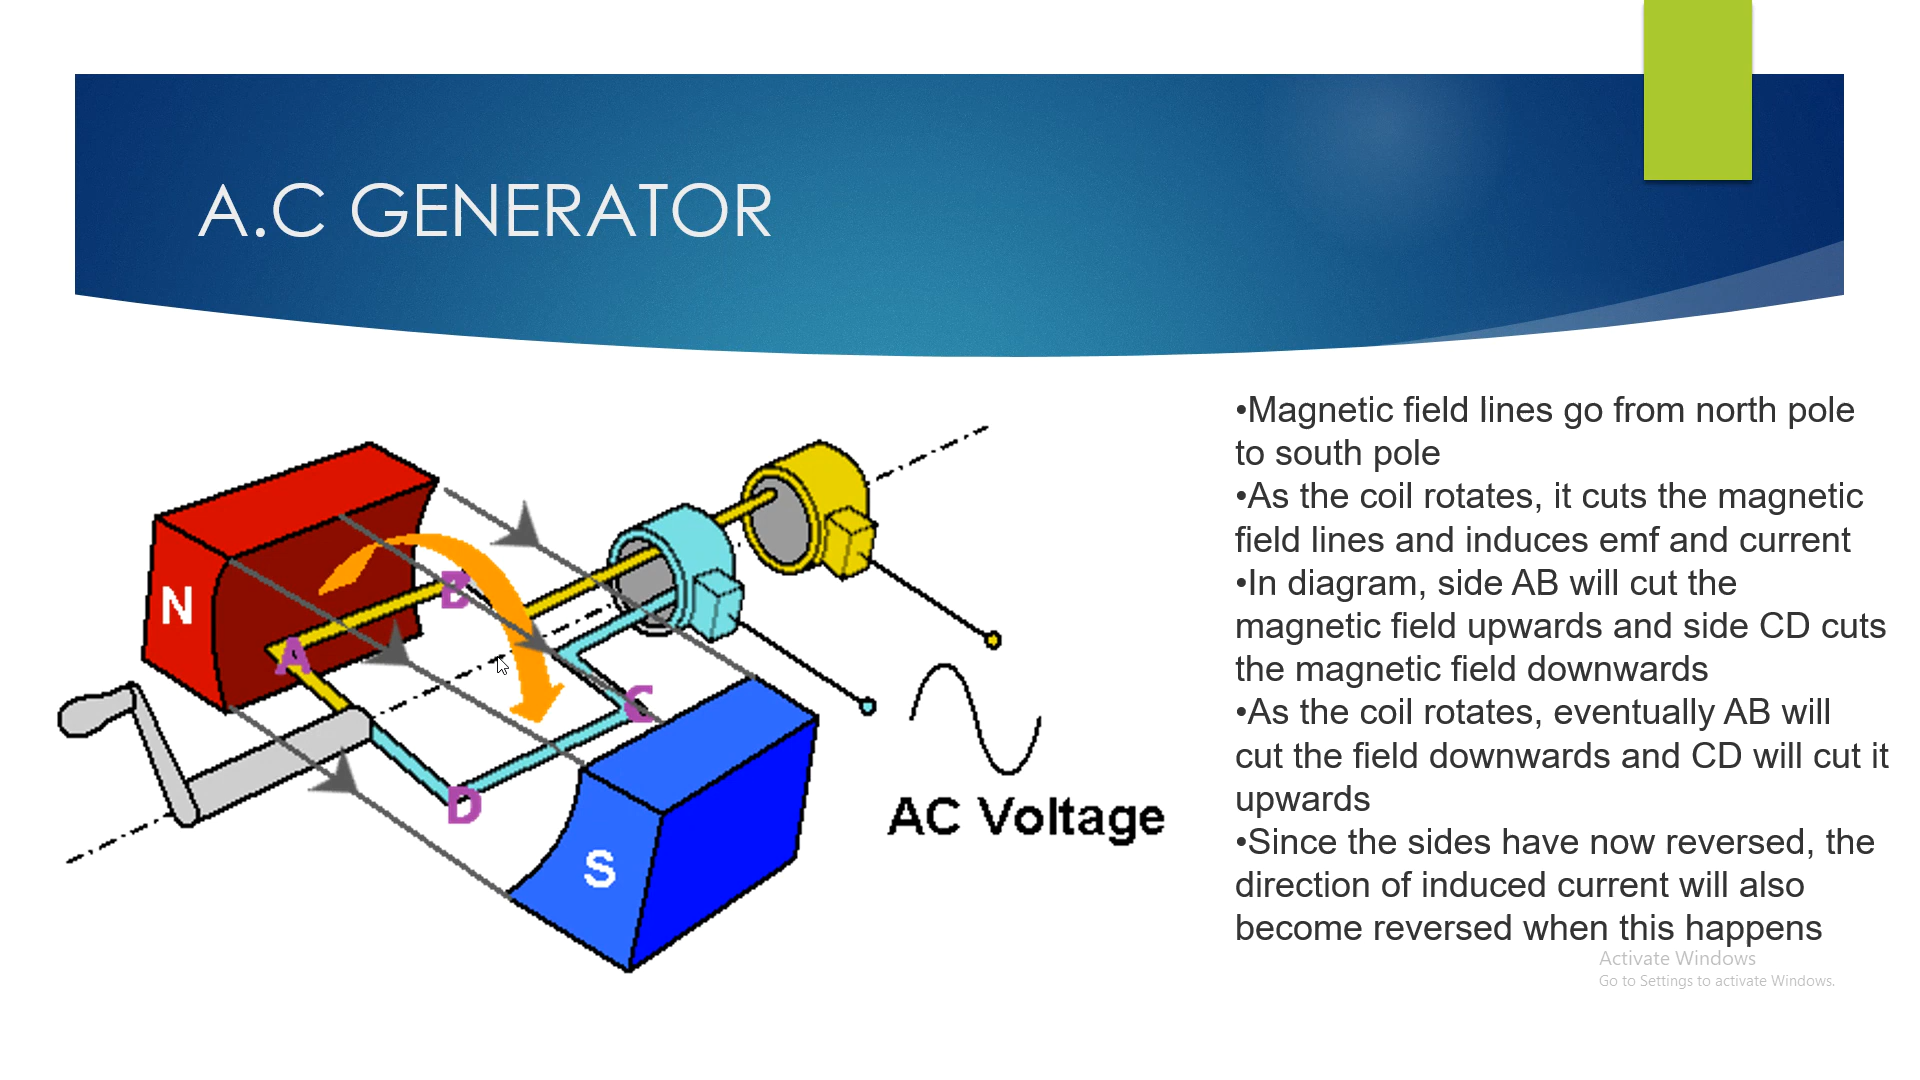 A.C GENERATOR
N
A
B
C
D
S
AC Voltage
•Magnetic field lines go from north pole
to south pole
•As the coil rotates, it cuts the magnetic
field lines and induces emf and current
•In diagram, side AB will cut the
magnetic field upwards and side CD cuts
the magnetic field downwards
•As the coil rotates, eventually AB will
cut the field downwards and CD will cut it
upwards
•Since the sides have now reversed, the
direction of induced current will also
become reversed when this happens
Activate Windows
Go to Settings to activate Windows.